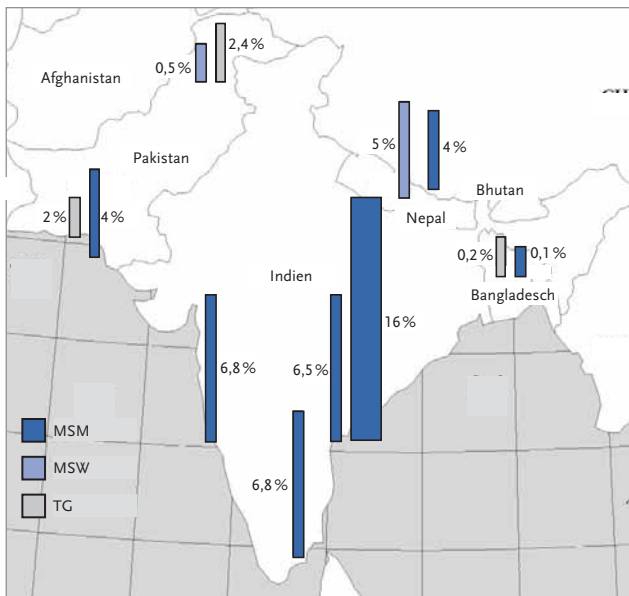 2,4 %
0,5 %
Afghanistan
Pakistan
5 %
4 %
Bhutan
Nepal
2 %
4 %
0,2 %
0,1 %
Indien
Bangladesch
16 %
6,8 %
6,5 %
MSM
MSW
6,8 %
TG